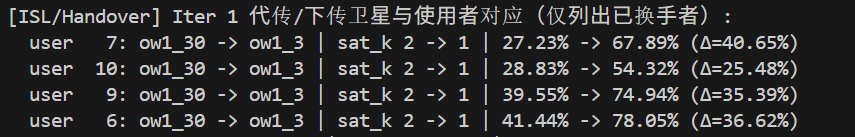 [ISL/Handover] Iter 1 代传/下传卫星与使用者对应（仅列出已换手者）:
user 7: ow1_30 -> ow1_3 | sat_k 2 -> 1 | 27.23% -> 67.89% (Δ=40.65%)
user 10: ow1_30 -> ow1_3 | sat_k 2 -> 1 | 28.83% -> 54.32% (Δ=25.48%)
user 9: ow1_30 -> ow1_3 | sat_k 2 -> 1 | 39.55% -> 74.94% (Δ=35.39%)
user 6: ow1_30 -> ow1_3 | sat_k 2 -> 1 | 41.44% -> 78.05% (Δ=36.62%)